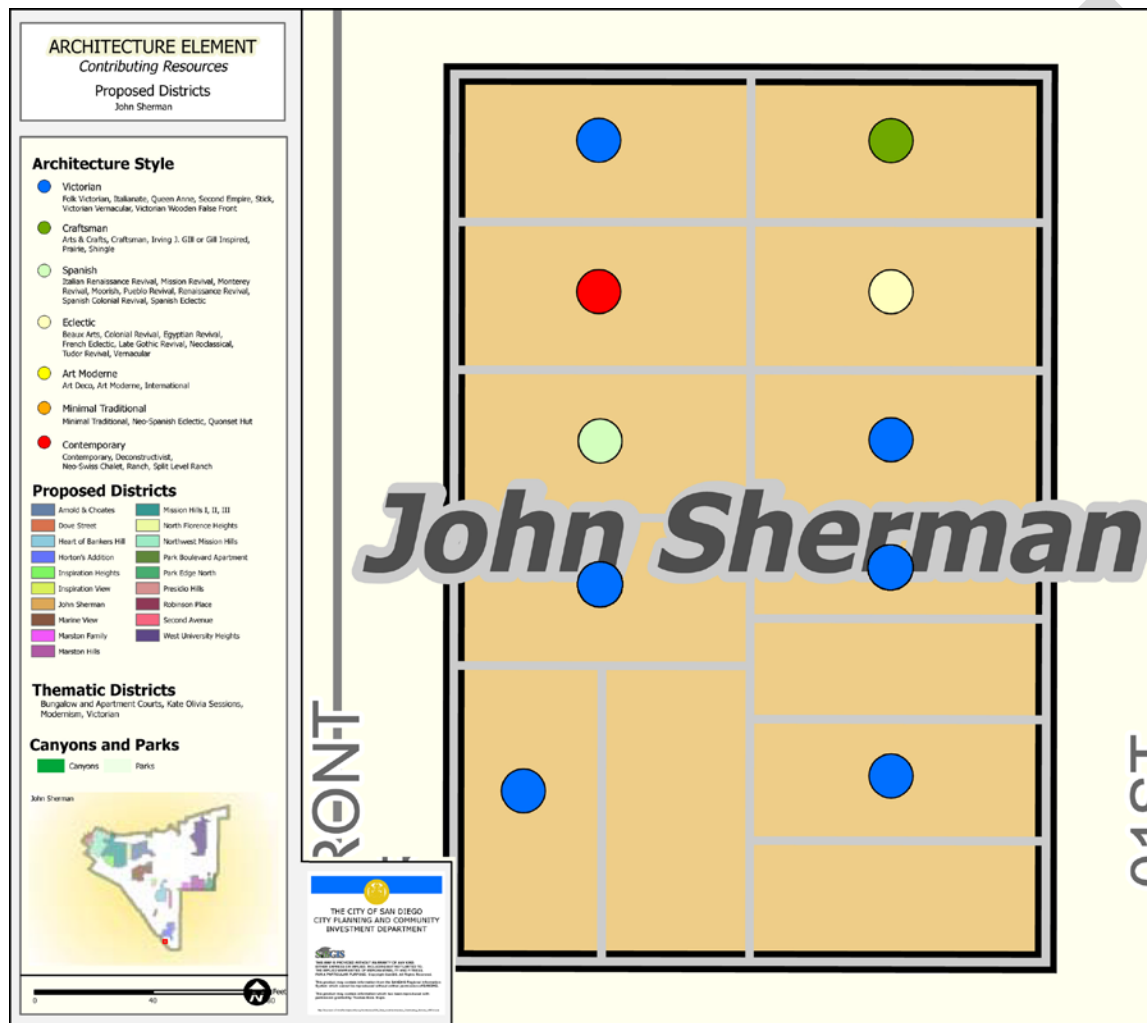 ARCHITECTURE ELEMENT
Contributing Resources
Proposed Districts
John Sherman
Architecture Style
Victorian
Folk Victorian, Italianate, Queen Anne, Second Empire, Stick,
Victorian Vernacular, Victorian Wooden False Front
Craftsman
Arts & Crafts, Craftsman, Irving J. GIll or Gill Inspired,
Prairie, Shingle
Spanish
Italian Renaissance Revival, Mission Revival, Monterey
Revival, Moorish, Pueblo Revival, Renaissance Revival,
Spanish Colonial Revival, Spanish Eclectic
Eclectic
Beaux Arts, Colonial Revival, Egyptian Revival,
French Eclectic, Late Gothic Revival, Neoclassical,
Tudor Revival, Vernacular
Art Moderne
Art Deco, Art Moderne, International
Minimal Traditional
Minimal Traditional, Neo-Spanish Eclectic, Quonset Hut
Contemporary
Contemporary, Deconstructivist,
Neo-Swiss Chalet, Ranch, Split Level Ranch
Proposed Districts
Arnold & Choates
Dove Street
Heart of Bankers Hill
Horton's Addition
Inspiration Heights
Inspiration View
John Sherman
Marine View
Marston Family
Marston Hills
Mission Hills I, II, III
North Florence Heights
Northwest Mission Hills
Park Boulevard Apartment
Park Edge North
Presidio Hills
Robinson Place
Second Avenue
West University Heights
Thematic Districts
Bungalow and Apartment Courts, Kate Olivia Sessions,
Modernism, Victorian
Canyons and Parks
Canyons
Parks
John Sherman
0 40 80
Feet
N
John Sherman
RONT
01ST
THE CITY OF SAN DIEGO
CITY PLANNING AND COMMUNITY
INVESTMENT DEPARTMENT
SanGIS